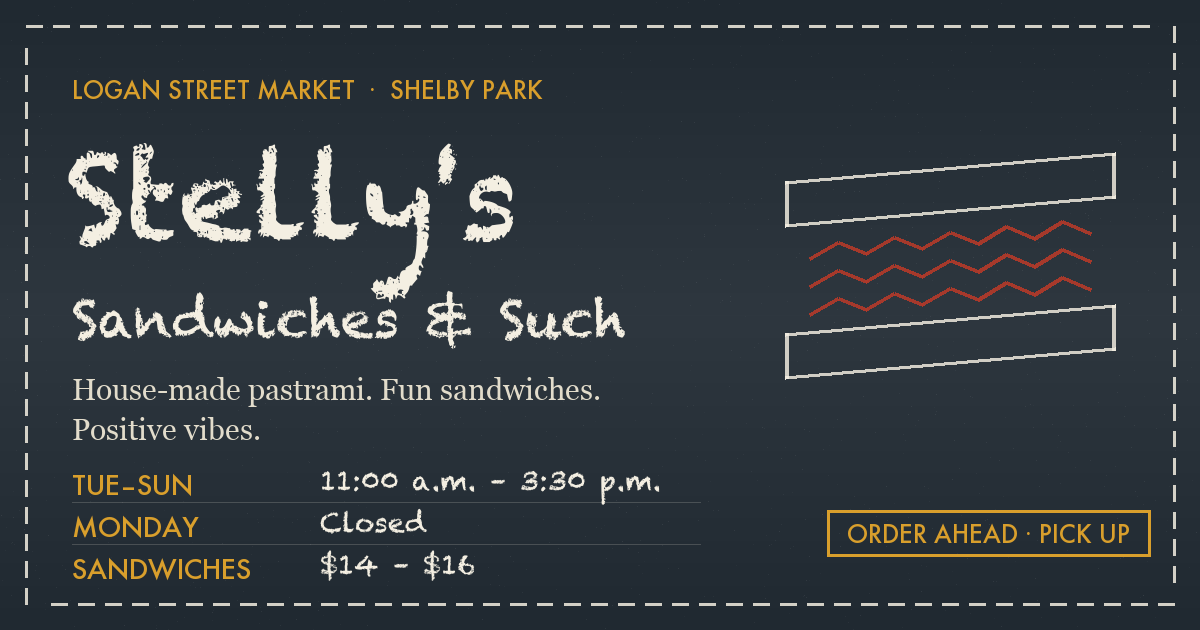 LOGAN STREET MARKET · SHELBY PARK
Stelly's
Sandwiches & Such
House-made pastrami. Fun sandwiches.
Positive vibes.
TUE–SUN 11:00 a.m. – 3:30 p.m.
MONDAY Closed
SANDWICHES $14 – $16
ORDER AHEAD · PICK UP